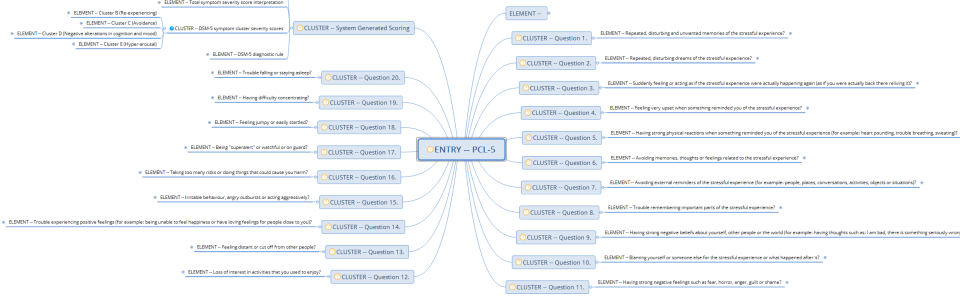 ELEMENT -- Total symptom severity score interpretation
ELEMENT -- Cluster B (Re-experiencing)
ELEMENT -- Cluster C (Avoidance)
ELEMENT -- Cluster D (Negative alterations in cognition and mood)
ELEMENT -- Cluster E (Hyper-arousal)
CLUSTER -- DSM-5 symptom cluster severity scores
ELEMENT -- DSM-5 diagnostic rule
CLUSTER -- System Generated Scoring
ELEMENT -- Trouble falling or staying asleep?
CLUSTER -- Question 20.
ELEMENT -- Having difficulty concentrating?
CLUSTER -- Question 19.
ELEMENT -- Feeling jumpy or easily startled?
CLUSTER -- Question 18.
ELEMENT -- Being "superalert" or watchful or on guard?
CLUSTER -- Question 17.
ELEMENT -- Taking too many risks or doing things that could cause you harm?
CLUSTER -- Question 16.
ELEMENT -- Irritable behaviour, angry outbursts or acting aggressively?
CLUSTER -- Question 15.
ELEMENT -- Trouble experiencing positive feelings (for example: being unable to feel happiness or have loving feelings for people close to you)?
CLUSTER -- Question 14.
ELEMENT -- Feeling distant or cut off from other people?
CLUSTER -- Question 13.
ELEMENT -- Loss of interest in activities that you used to enjoy?
CLUSTER -- Question 12.
ENTRY -- PCL-5
ELEMENT --
CLUSTER -- Question 1.
ELEMENT -- Repeated, disturbing and unwanted memories of the stressful experience?
CLUSTER -- Question 2.
ELEMENT -- Repeated, disturbing dreams of the stressful experience?
CLUSTER -- Question 3.
ELEMENT -- Suddenly feeling or acting as if the stressful experience were actually happening again (as if you were actually back there reliving it)?
CLUSTER -- Question 4.
ELEMENT -- Feeling very upset when something reminded you of the stressful experience?
CLUSTER -- Question 5.
ELEMENT -- Having strong physical reactions when something reminded you of the stressful experience (for example: heart pounding, trouble breathing, sweating)?
CLUSTER -- Question 6.
ELEMENT -- Avoiding memories, thoughts or feelings related to the stressful experience?
CLUSTER -- Question 7.
ELEMENT -- Avoiding external reminders of the stressful experience (for example: people, places, conversations, activities, objects or situations)?
CLUSTER -- Question 8.
ELEMENT -- Trouble remembering important parts of the stressful experience?
CLUSTER -- Question 9.
ELEMENT -- Having strong negative beliefs about yourself, other people or the world (for example: having thoughts such as: I am bad, there is something seriously wrong
CLUSTER -- Question 10.
ELEMENT -- Blaming yourself or someone else for the stressful experience or what happened after it?
CLUSTER -- Question 11.
ELEMENT -- Having strong negative feelings such as fear, horror, anger, guilt or shame?